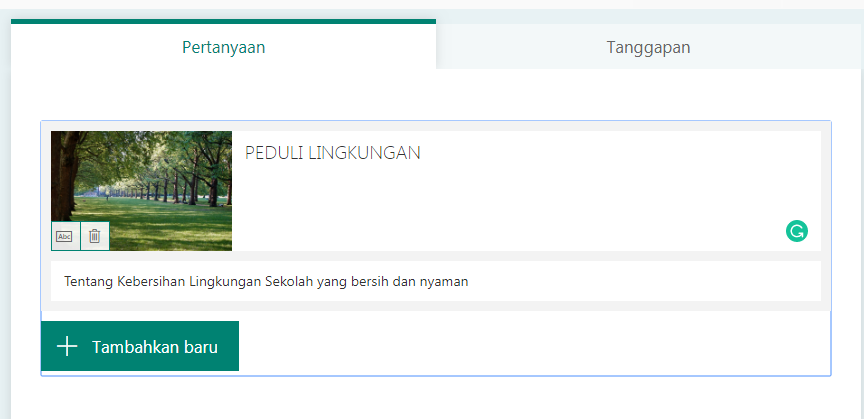 Pertanyaan
Tanggapan
PEDULI LINGKUNGAN
Abc
Tentang Kebersihan Lingkungan Sekolah yang bersih dan nyaman
Tambahkan baru